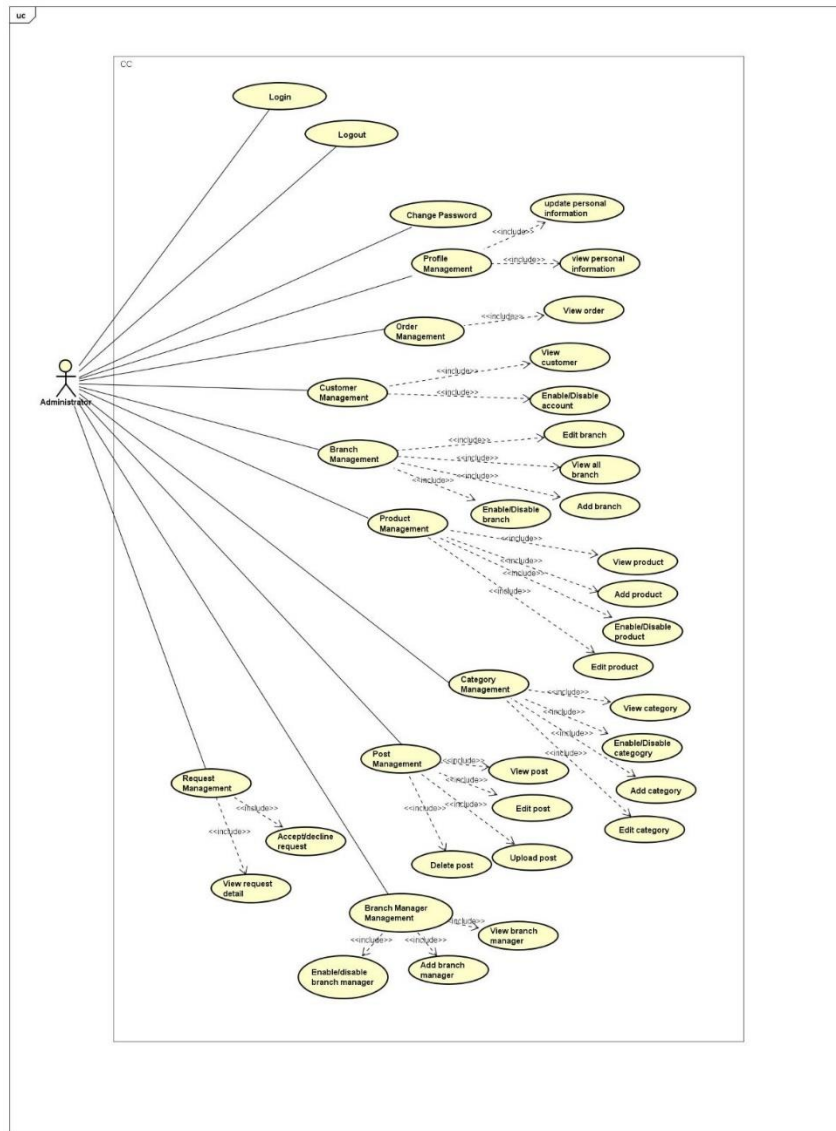 uc
CC
Login
Logout
Change Password
update personal
information
<<include>>
Profile
Management
<<include>>
view personal
information
Order
Management
<<include>>
View order
Customer
Management
<<include>>
View
customer
<<include>>
Enable/Disable
account
Administrator
Branch
Management
<<include>>
Edit branch
<<include>>
View all
branch
<<include>>
Add branch
<<include>>
Enable/Disable
branch
Product
Management
<<include>>
View product
<<include>>
Add product
<<include>>
Enable/Disable
product
<<include>>
Edit product
Category
Management
<<include>>
View category
<<include>>
Enable/Disable
categogry
<<include>>
Add category
<<include>>
Edit category
Post
Management
<<include>>
View post
<<include>>
Edit post
<<include>>
Upload post
<<include>>
Delete post
Request
Management
<<include>>
Accept/decline
request
<<include>>
View request
detail
Branch Manager
Management
<<include>>
View branch
manager
<<include>>
Add branch
manager
<<include>>
Enable/disable
branch manager